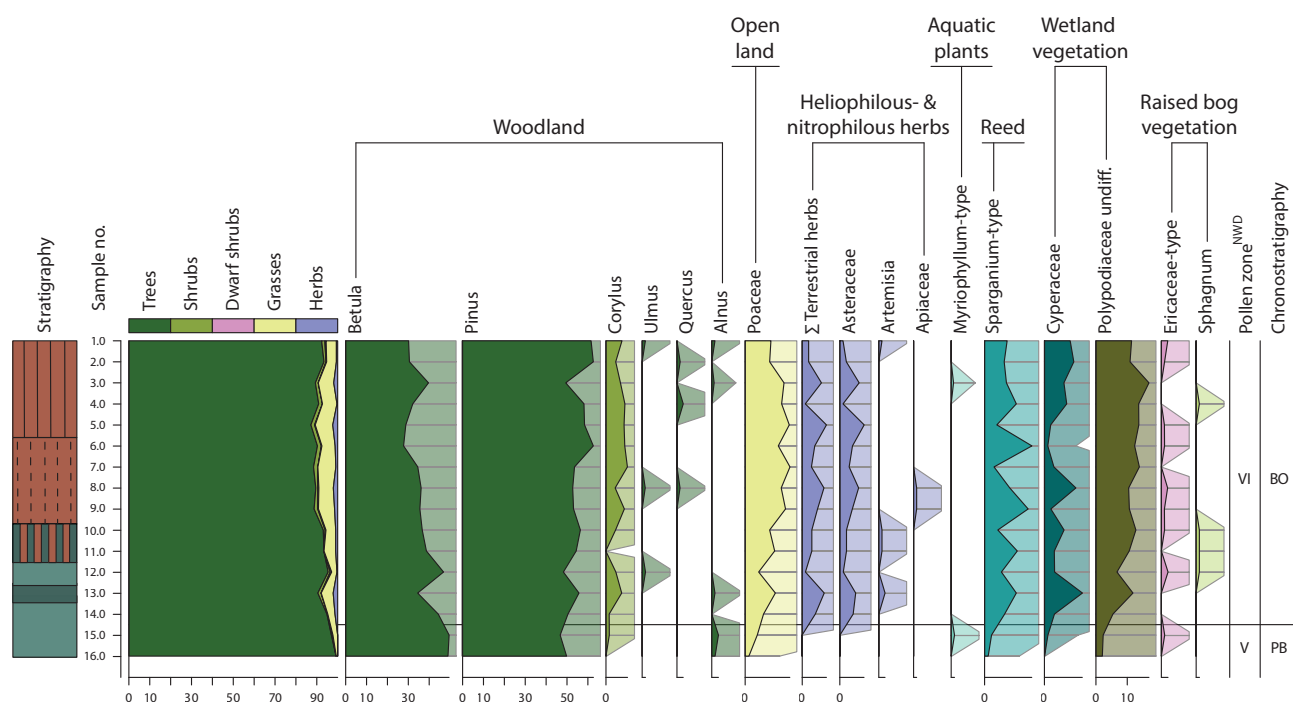 Open
land
Aquatic
plants
Wetland
vegetation
Woodland
Heliophilous- &
nitrophilous herbs
Reed
Raised bog
vegetation
Stratigraphy
Sample no.
Trees
Shrubs
Dwarf shrubs
Grasses
Herbs
Betula
Pinus
Corylus
Ulmus
Quercus
Alnus
Poaceae
Σ Terrestrial herbs
Asteraceae
Artemisia
Apiaceae
Myriophyllum-type
Sparganium-type
Cyperaceae
Polypodiaceae undiff.
Ericaceae-type
Sphagnum
Pollen zone NWD
Chronostratigraphy
1.0
2.0
3.0
4.0
5.0
6.0
7.0
8.0
9.0
10.0
11.0
12.0
13.0
14.0
15.0
16.0
VI BO
V PB
0 10 30 50 70 90 0 10 30 0 10 30 50 0 0 0 0 0 0 0 10